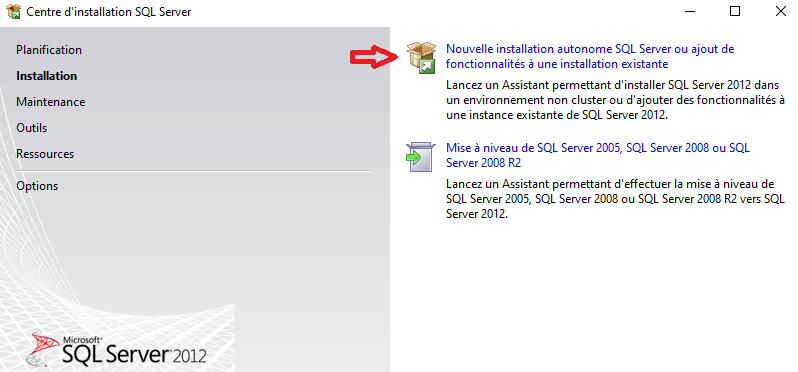 Centre d'installation SQL Server
Planification
Installation
Maintenance
Outils
Ressources
Options
Nouvelle installation autonome SQL Server ou ajout de
fonctionnalités à une installation existante
Lancez un Assistant permettant d'installer SQL Server 2012 dans
un environnement non cluster ou d'ajouter des fonctionnalités à
une instance existante de SQL Server 2012.
Mise à niveau de SQL Server 2005, SQL Server 2008 ou SQL
Server 2008 R2
Lancez un Assistant permettant d'effectuer la mise à niveau de
SQL Server 2005, SQL Server 2008 ou SQL Server 2008 R2 vers SQL
Server 2012.
Microsoft®
SQL Server 2012